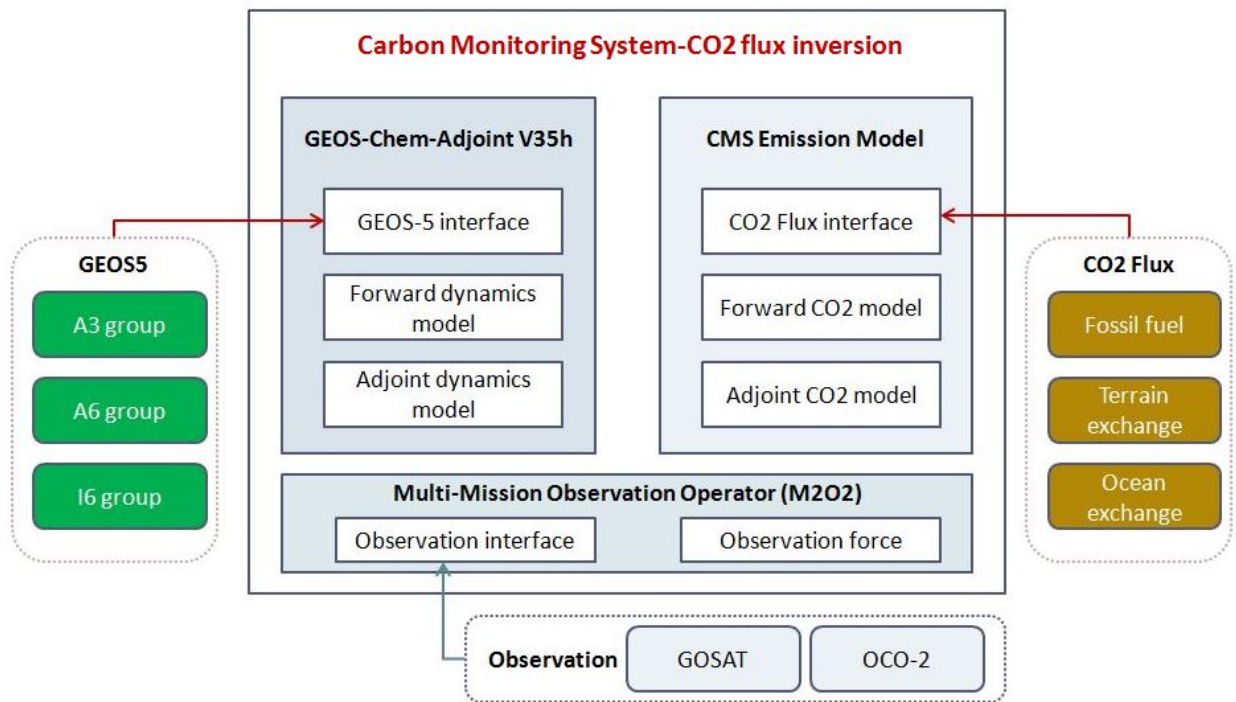 Carbon Monitoring System-CO2 flux inversion
GEOS-Chem-Adjoint V35h
GEOS-5 interface
Forward dynamics
model
Adjoint dynamics
model
CMS Emission Model
CO2 Flux interface
Forward CO2 model
Adjoint CO2 model
GEOS5
A3 group
A6 group
I6 group
CO2 Flux
Fossil fuel
Terrain
exchange
Ocean
exchange
Multi-Mission Observation Operator (M2O2)
Observation interface
Observation force
Observation
GOSAT
OCO-2